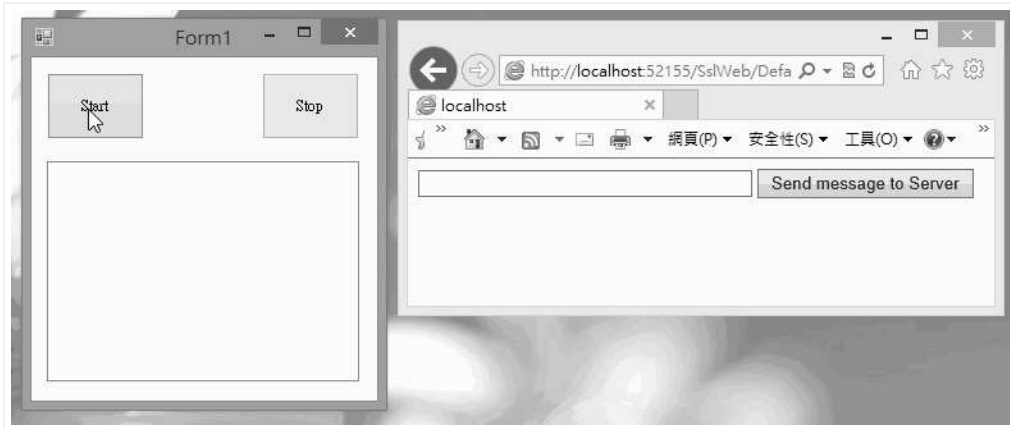 Form1
Start
Stop
http://localhost:52155/SslWeb/Defa
localhost
網頁(P)
安全性(S)
工具(O)
Send message to Server